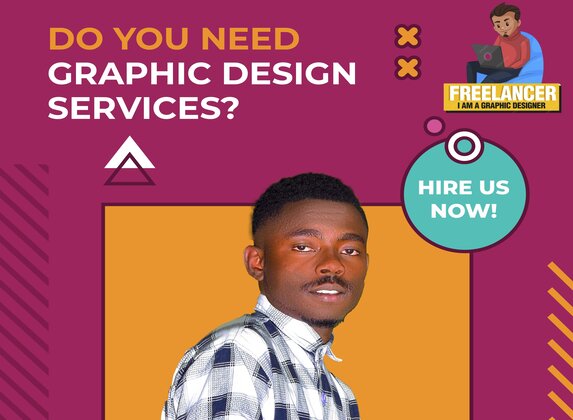 DO YOU NEED
GRAPHIC DESIGN
SERVICES?
FREELANCER
I AM A GRAPHIC DESIGNER
HIRE US
NOW!